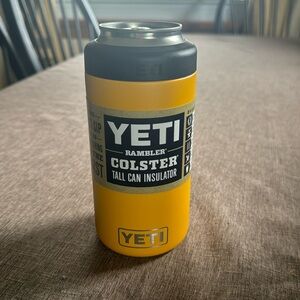 YETI
RAMBLER
COLSTER
TALL CAN INSULATOR
YETI